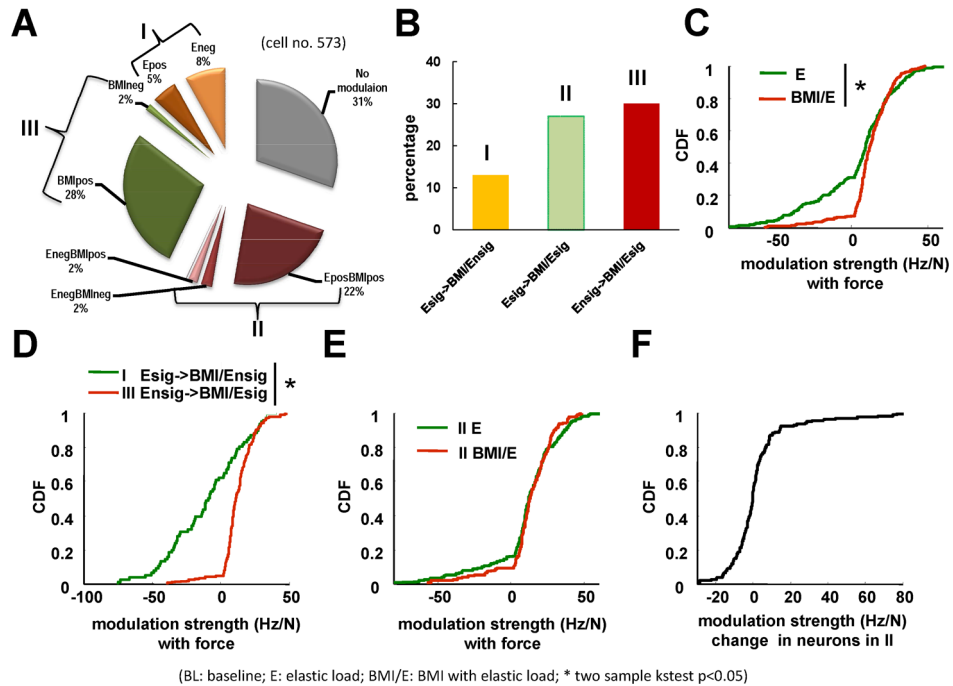 A
I
(cell no. 573)
Eneg
8%
Epos
5%
BMIneg
2%
No
modulaion
31%
III
BMIpos
28%
EnegBMIpos
2%
EnegBMIneg
2%
EposBMIpos
22%
II
B
percentage
40
30
20
10
0
I
II
III
Esig->BMI/Ensig
Esig->BMI/Esig
Ensig->BMI/Esig
C
E
BMI/E
*
CDF
1
0.8
0.6
0.4
0.2
0
-50
0
50
modulation strength (Hz/N)
with force
D
I Esig->BMI/Ensig
III Ensig->BMI/Esig
*
CDF
1
0.8
0.6
0.4
0.2
0
-100
-50
0
50
modulation strength (Hz/N)
with force
E
II E
II BMI/E
CDF
1
0.8
0.6
0.4
0.2
0
-50
0
50
modulation strength (Hz/N)
with force
F
CDF
1
0.8
0.6
0.4
0.2
0
-20
0
20
40
60
80
modulation strength (Hz/N)
change in neurons in II
(BL: baseline; E: elastic load; BMI/E: BMI with elastic load; * two sample kstest p<0.05)